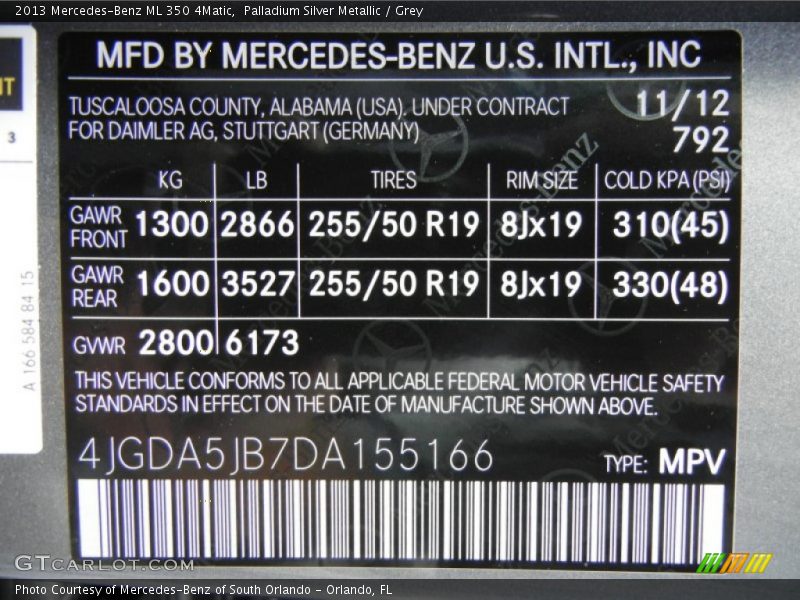 2013 Mercedes-Benz ML 350 4Matic, Palladium Silver Metallic / Grey
MFD BY MERCEDES-BENZ U.S. INTL., INC
TUSCALOOSA COUNTY, ALABAMA (USA), UNDER CONTRACT 11/12
FOR DAIMLER AG, STUTTGART (GERMANY) 792
KG LB TIRES RIM SIZE COLD KPA (PSI)
GAWR FRONT 1300 2866 255/50 R19 8Jx19 310(45)
GAWR REAR 1600 3527 255/50 R19 8Jx19 330(48)
GVWR 2800 6173
THIS VEHICLE CONFORMS TO ALL APPLICABLE FEDERAL MOTOR VEHICLE SAFETY
STANDARDS IN EFFECT ON THE DATE OF MANUFACTURE SHOWN ABOVE.
4JGDA5JB7DA155166 TYPE: MPV
A 166 584 84 15
3
GTCARLOT.COM
Photo Courtesy of Mercedes-Benz of South Orlando - Orlando, FL